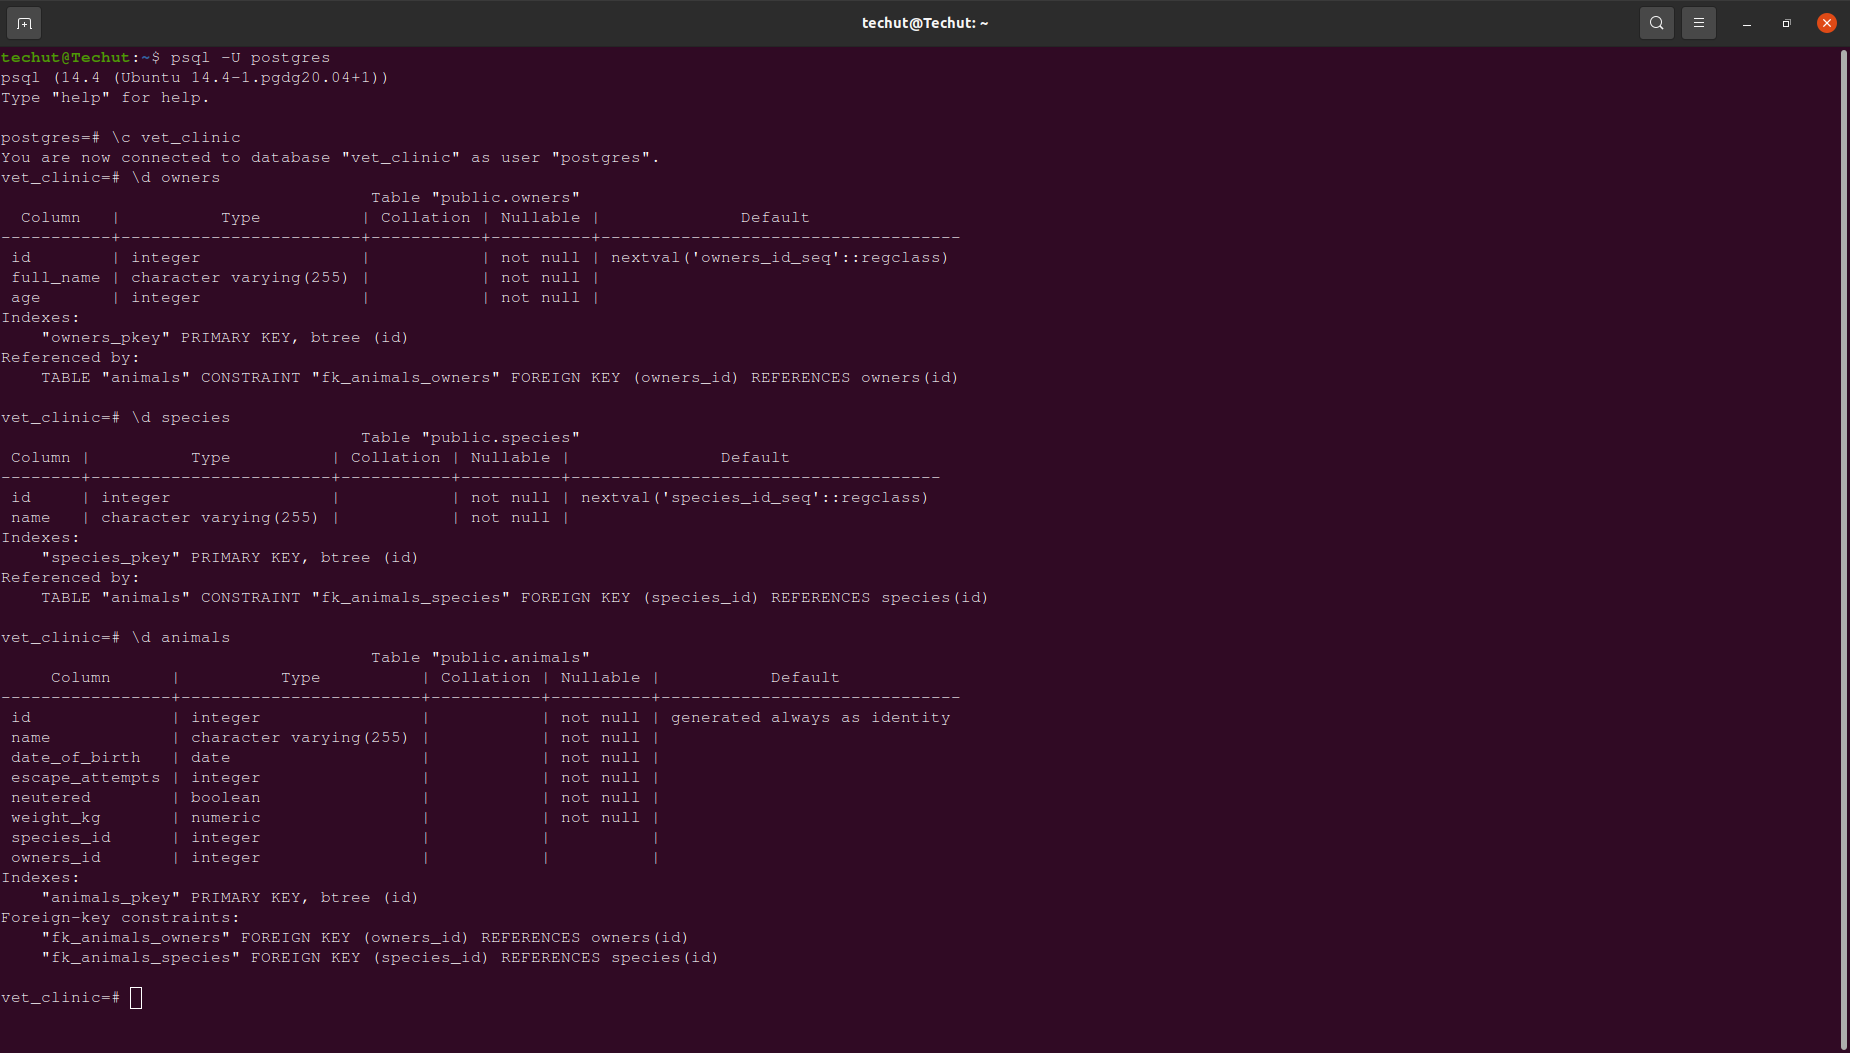 techut@Techut: ~
techut@Techut:~$ psql -U postgres
psql (14.4 (Ubuntu 14.4-1.pgdg20.04+1))
Type "help" for help.

postgres=# \c vet_clinic
You are now connected to database "vet_clinic" as user "postgres".
vet_clinic=# \d owners
                                     Table "public.owners"
  Column   |          Type          | Collation | Nullable |              Default
-----------+------------------------+-----------+----------+------------------------------------
 id        | integer                |           | not null | nextval('owners_id_seq'::regclass)
 full_name | character varying(255) |           | not null |
 age       | integer                |           | not null |
Indexes:
    "owners_pkey" PRIMARY KEY, btree (id)
Referenced by:
    TABLE "animals" CONSTRAINT "fk_animals_owners" FOREIGN KEY (owners_id) REFERENCES owners(id)

vet_clinic=# \d species
                                    Table "public.species"
 Column |          Type          | Collation | Nullable |               Default
--------+------------------------+-----------+----------+-------------------------------------
 id     | integer                |           | not null | nextval('species_id_seq'::regclass)
 name   | character varying(255) |           | not null |
Indexes:
    "species_pkey" PRIMARY KEY, btree (id)
Referenced by:
    TABLE "animals" CONSTRAINT "fk_animals_species" FOREIGN KEY (species_id) REFERENCES species(id)

vet_clinic=# \d animals
                                     Table "public.animals"
     Column      |          Type          | Collation | Nullable |           Default
-----------------+------------------------+-----------+----------+------------------------------
 id              | integer                |           | not null | generated always as identity
 name            | character varying(255) |           | not null |
 date_of_birth   | date                   |           | not null |
 escape_attempts | integer                |           | not null |
 neutered        | boolean                |           | not null |
 weight_kg       | numeric                |           | not null |
 species_id      | integer                |           |          |
 owners_id       | integer                |           |          |
Indexes:
    "animals_pkey" PRIMARY KEY, btree (id)
Foreign-key constraints:
    "fk_animals_owners" FOREIGN KEY (owners_id) REFERENCES owners(id)
    "fk_animals_species" FOREIGN KEY (species_id) REFERENCES species(id)

vet_clinic=#